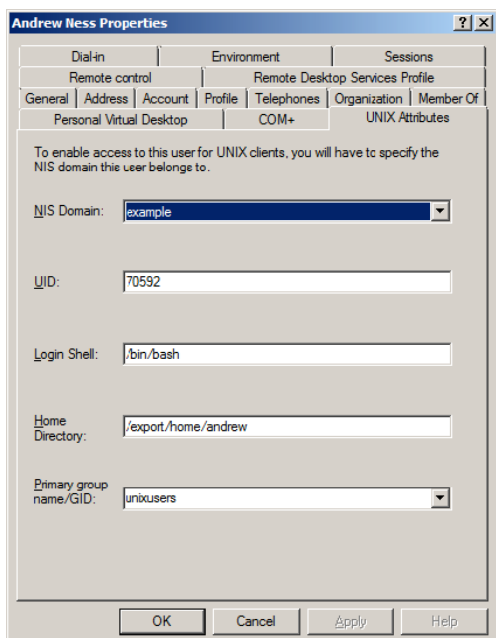 Andrew Ness Properties
Dial-in Environment Sessions
Remote control Remote Desktop Services Profile
General Address Account Profile Telephones Organization Member Of
Personal Virtual Desktop COM+ UNIX Attributes
To enable access to this user for UNIX clients, you will have to specify the
NIS domain this user belong to.
NIS Domain: example
UID: 70592
Login Shell: /bin/bash
Home
Directory: /export/home/andrew
Primary group
name/GID: unixusers
OK Cancel Apply Help